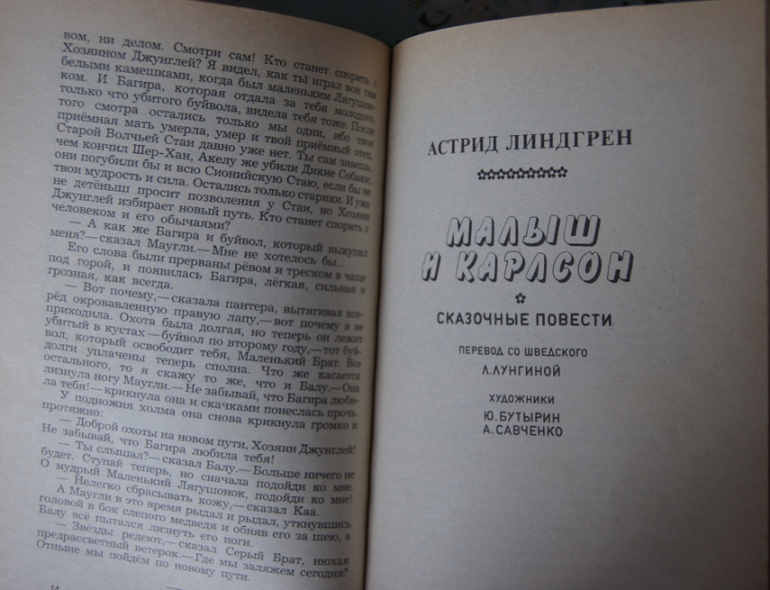 вом, ни делом. Смотри сам! Кто станет спорить с
Хозяином Джунглей? Я видел, как ты играл вон там
белыми камешками, когда был маленьким Лягушон-
ком. И Багира, которая отдала за тебя молодого,
только что убитого буйвола, видела тебя тоже. После
того смотра остались только мы одни, ибо твоя
приёмная мать умерла, умер и твой приёмный отец,
Старой Волчьей Стаи давно уже нет. Ты сам знаешь,
чем кончил Шер-Хан, Акелу же убили Дикие Собаки;
они погубили бы и всю Сионийскую Стаю, если бы не
твои мудрость и сила. Остались только старики. И уже
не детёныш просит позволения у Стаи, но Хозяин
Джунглей избирает новый путь. Кто станет спорить с
человеком и его обычаями?
— А как же Багира и буйвол, который выкупил
меня?— сказал Маугли.— Мне не хотелось бы...
Его слова были прерваны рёвом и треском в чаще
под горой, и появилась Багира, лёгкая, сильная и
грозная, как всегда.
— Вот почему,— сказала пантера, вытягивая впе-
рёд окровавленную правую лапу,— вот почему я не
приходила. Охота была долгая, но теперь он лежит
убитый в кустах — буйвол по второму году,— тот буй-
вол, который освободит тебя, Маленький Брат. Все
долги уплачены теперь сполна. Что же касается
остального, то я скажу то же, что и Балу.— Она
лизнула ногу Маугли.— Не забывай, что Багира люби-
ла тебя!— крикнула она и скачками понеслась прочь.
У подножия холма она снова крикнула громко и
протяжно:
— Доброй охоты на новом пути, Хозяин Джунглей!
Не забывай, что Багира любила тебя!
— Ты слышал?— сказал Балу.— Больше ничего не
будет. Ступай теперь, но сначала подойди ко мне.
О мудрый Маленький Лягушонок, подойди ко мне!
— Нелегко сбрасывать кожу,— сказал Каа.
А Маугли в это время рыдал и рыдал, уткнувшись
головой в бок слепого медведя и обняв его за шею, а
Балу всё пытался лизнуть его ноги.
— Звёзды редеют,— сказал Серый Брат, нюхая
предрассветный ветерок.— Где мы заляжем сегодня?
Отныне мы пойдём по новому пути.
АСТРИД ЛИНДГРЕН
МАЛЫШ
И КАРЛСОН
СКАЗОЧНЫЕ ПОВЕСТИ
ПЕРЕВОД СО ШВЕДСКОГО
Л.ЛУНГИНОЙ
ХУДОЖНИКИ
Ю.БУТЫРИН
А.САВЧЕНКО